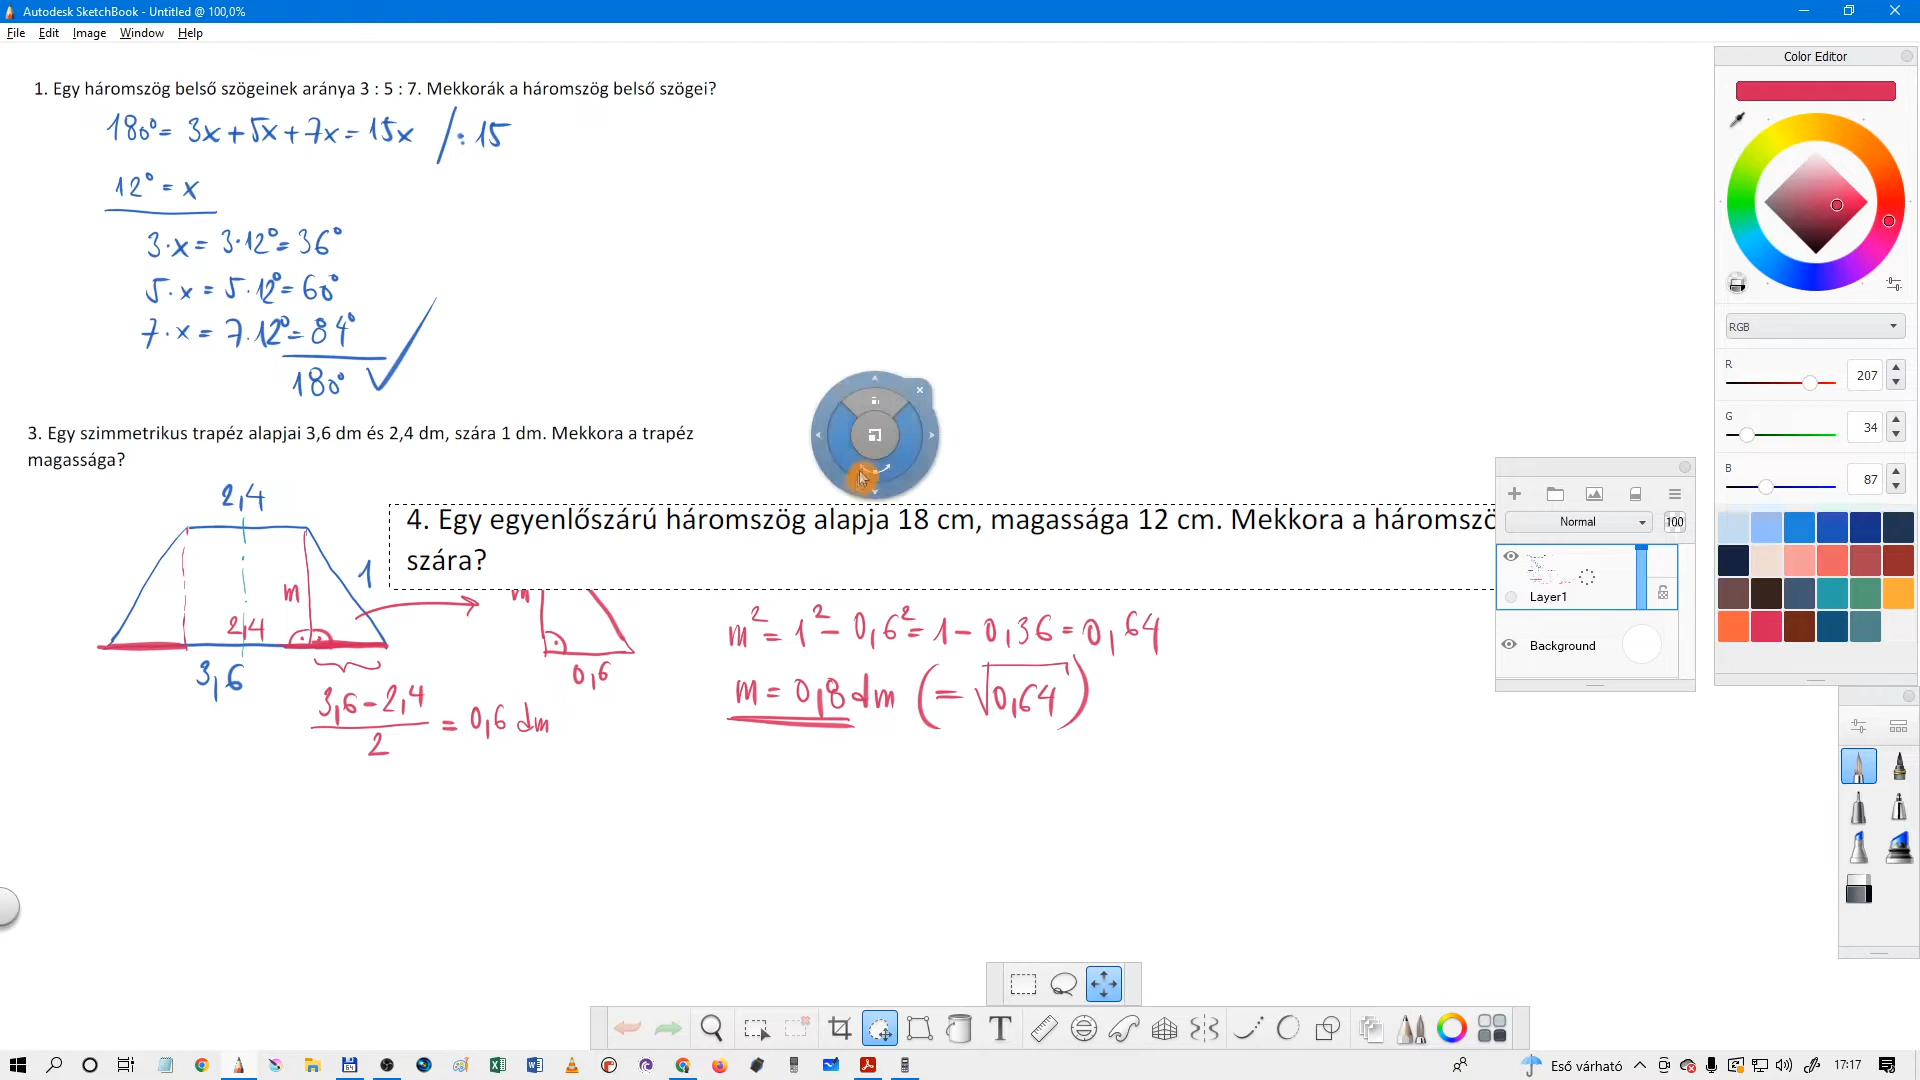 Autodesk SketchBook - Untitled @ 100,0%
File Edit Image Window Help
1. Egy háromszög belső szögeinek aránya 3 : 5 : 7. Mekkorák a háromszög belső szögei?
180° = 3x + 5x + 7x = 15x /: 15
12° = x
3·x = 3·12° = 36°
5·x = 5·12° = 60°
7·x = 7·12° = 84°
180° ✓
3. Egy szimmetrikus trapéz alapjai 3,6 dm és 2,4 dm, szára 1 dm. Mekkora a trapéz
magassága?
2,4
1
m
2,4
3,6
4. Egy egyenlőszárú háromszög alapja 18 cm, magassága 12 cm. Mekkora a háromszö
szára?
m
0,6
3,6 - 2,4
2
= 0,6 dm
m² = 1² - 0,6² = 1 - 0,36 = 0,64
m = 0,8 dm (= √0,64)
Color Editor
RGB
R 207
G 34
B 87
Normal 100
Layer1
Background
T
Eső várható
17:17